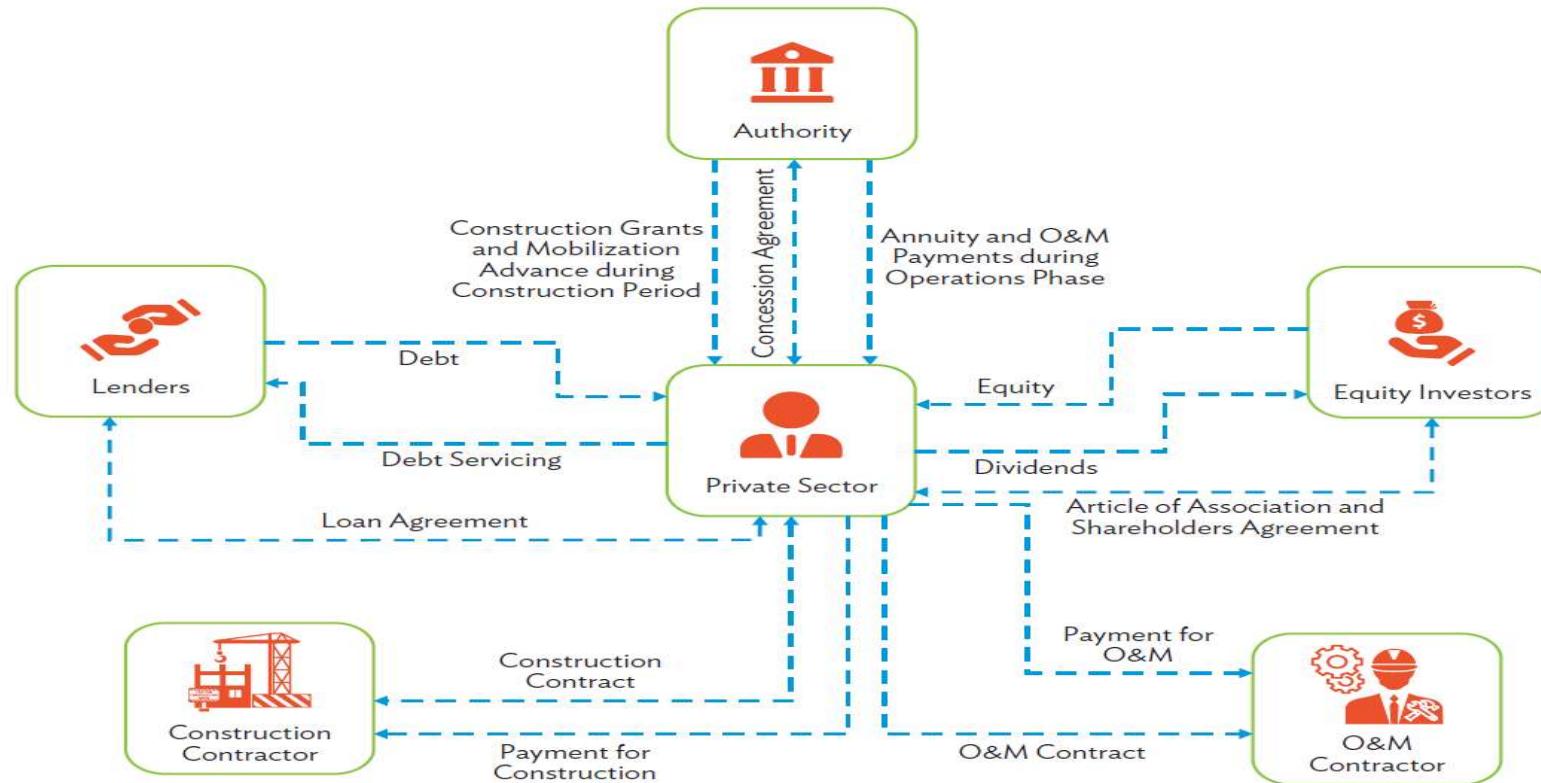 Authority
Construction Grants
and Mobilization
Advance during
Construction Period
Concession Agreement
Annuity and O&M
Payments during
Operations Phase
Lenders
Debt
Equity
$
Equity Investors
Debt Servicing
Private Sector
Dividends
Loan Agreement
Article of Association and
Shareholders Agreement
Construction
Contractor
Construction
Contract
Payment for
Construction
Payment for
O&M
O&M Contract
O&M
Contractor